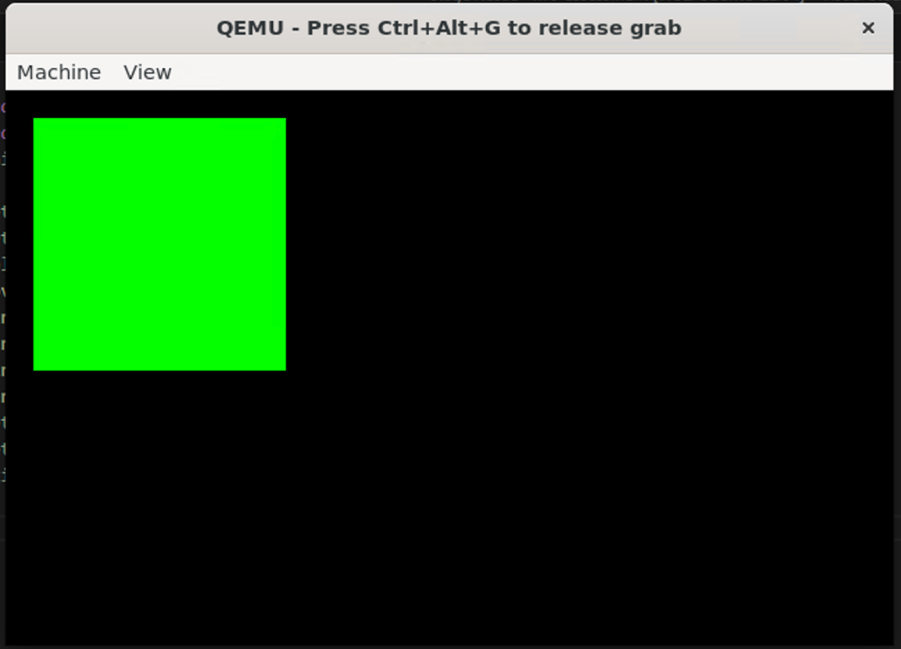 QEMU - Press Ctrl+Alt+G to release grab
Machine View